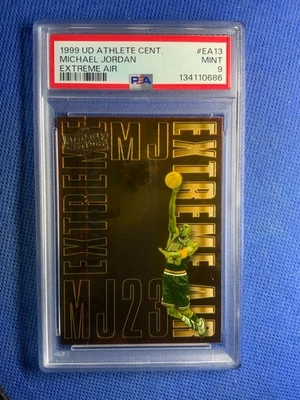 1999 UD ATHLETE CENT. #EA13
MICHAEL JORDAN MINT
EXTREME AIR 9
PSA 134110686
EXTREME
MJ
EXTREME AIR
MJ23